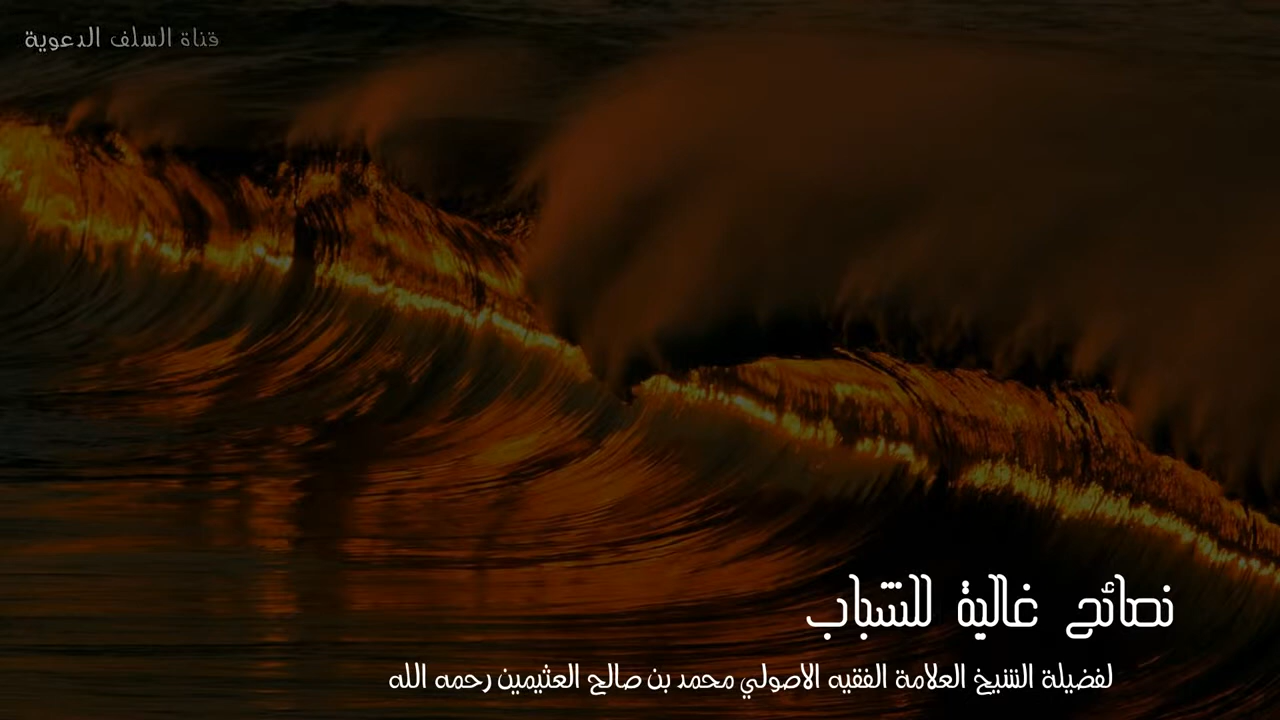 قناة السلف الدعوية
نصائح غالية للشباب
لفضيلة الشيخ العلامة الفقيه الاصولي محمد بن صالح العثيمين رحمه الله